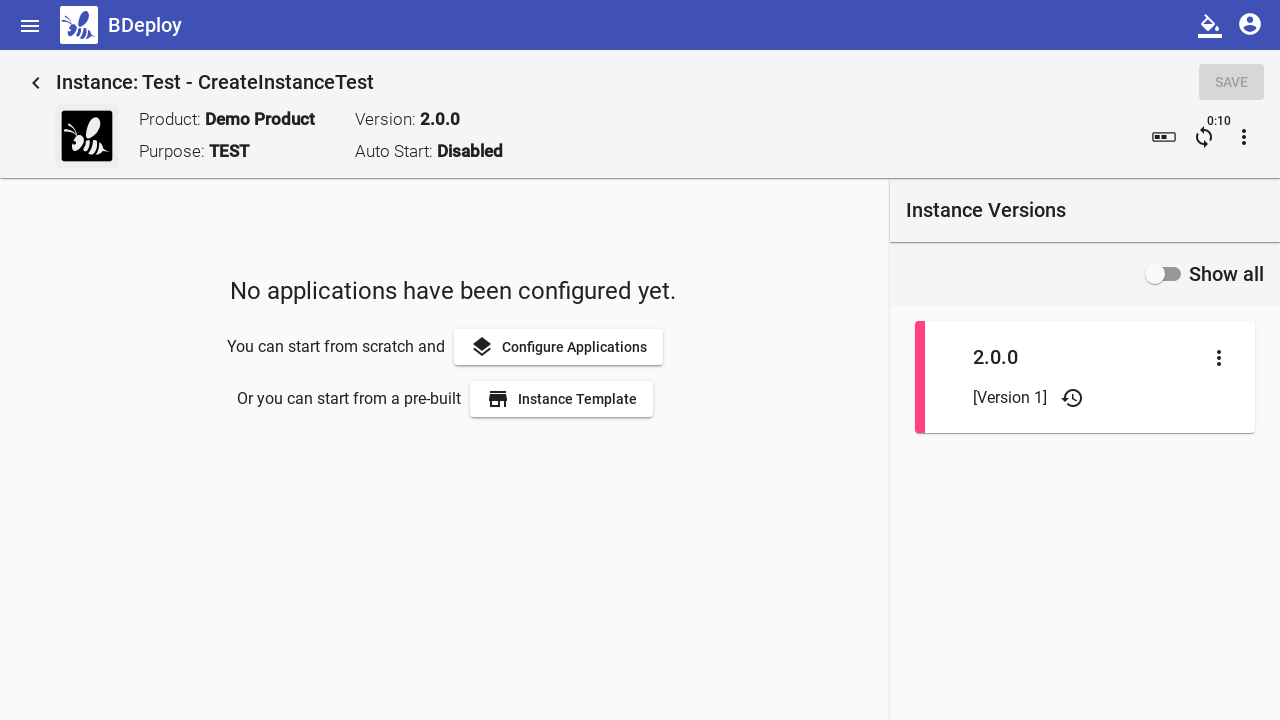 BDeploy
Instance: Test - CreateInstanceTest
SAVE
Product: Demo Product
Version: 2.0.0
Purpose: TEST
Auto Start: Disabled
0:10
No applications have been configured yet.
You can start from scratch and Configure Applications
Or you can start from a pre-built Instance Template
Instance Versions
Show all
2.0.0
[Version 1]